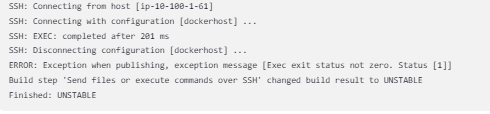 SSH: Connecting from host [ip-10-100-1-61]
SSH: Connecting with configuration [dockerhost] ...
SSH: EXEC: completed after 201 ms
SSH: Disconnecting configuration [dockerhost] ...
ERROR: Exception when publishing, exception message [Exec exit status not zero. Status [1]]
Build step 'Send files or execute commands over SSH' changed build result to UNSTABLE
Finished: UNSTABLE